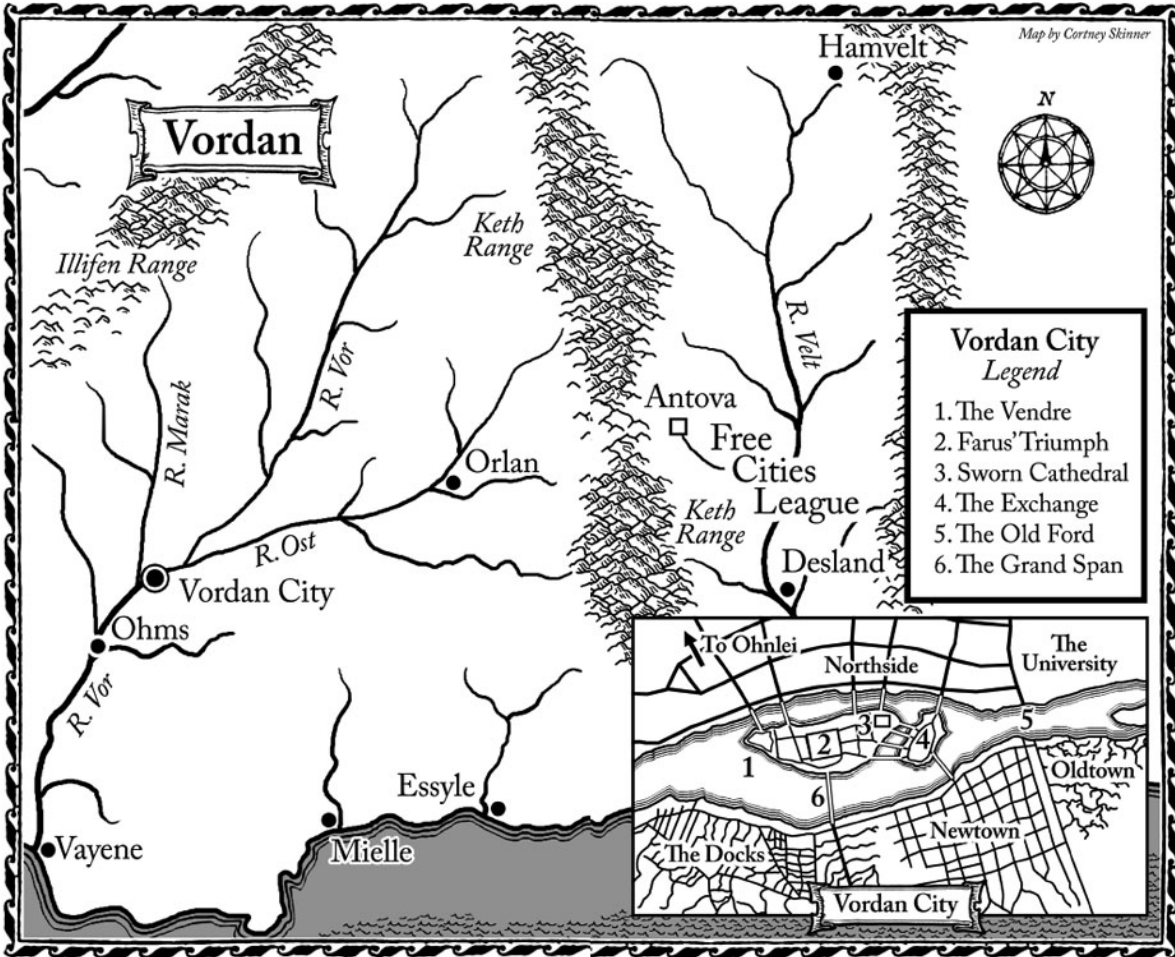 Map by Cortney Skinner
Hamvelt
N
Vordan
Keth
Range
Illifen Range
R. Vor
R. Velt
R. Marak
Antova
Free
Cities
League
Orlan
Keth
Range
R. Ost
Desland
Vordan City
Ohms
R. Vor
Essyle
Vayene
Mielle
Vordan City
Legend
1. The Vendre
2. Farus' Triumph
3. Sworn Cathedral
4. The Exchange
5. The Old Ford
6. The Grand Span
To Ohnlei
Northside
The
University
3
5
2
4
1
6
Oldtown
Newtown
The Docks
Vordan City